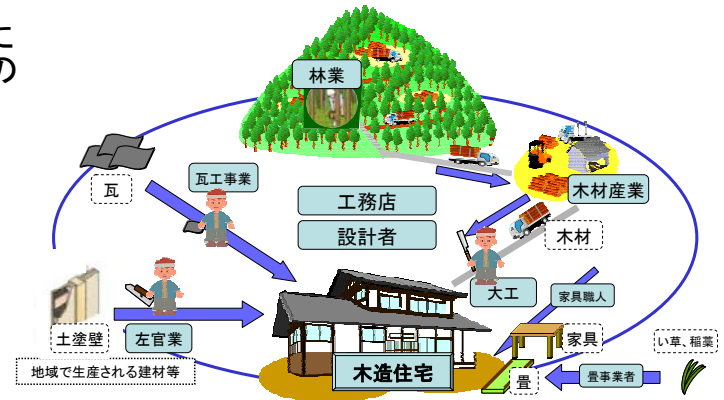 に
の
林業
瓦
瓦工事業
工務店
設計者
木材産業
木材
大工
家具職人
土塗壁
左官業
地域で生産される建材等
木造住宅
家具
畳
畳事業者
い草、稲藁